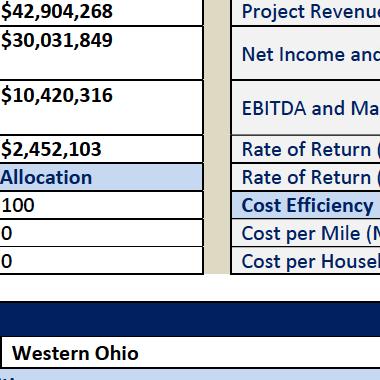 $42,904,268 Project Revenue
$30,031,849 Net Income and
$10,420,316 EBITDA and
$2,452,103 Rate of Return (
Allocation Rate of Return (
100 Cost Efficiency
0 Cost per Mile (
0 Cost per
Western Ohio